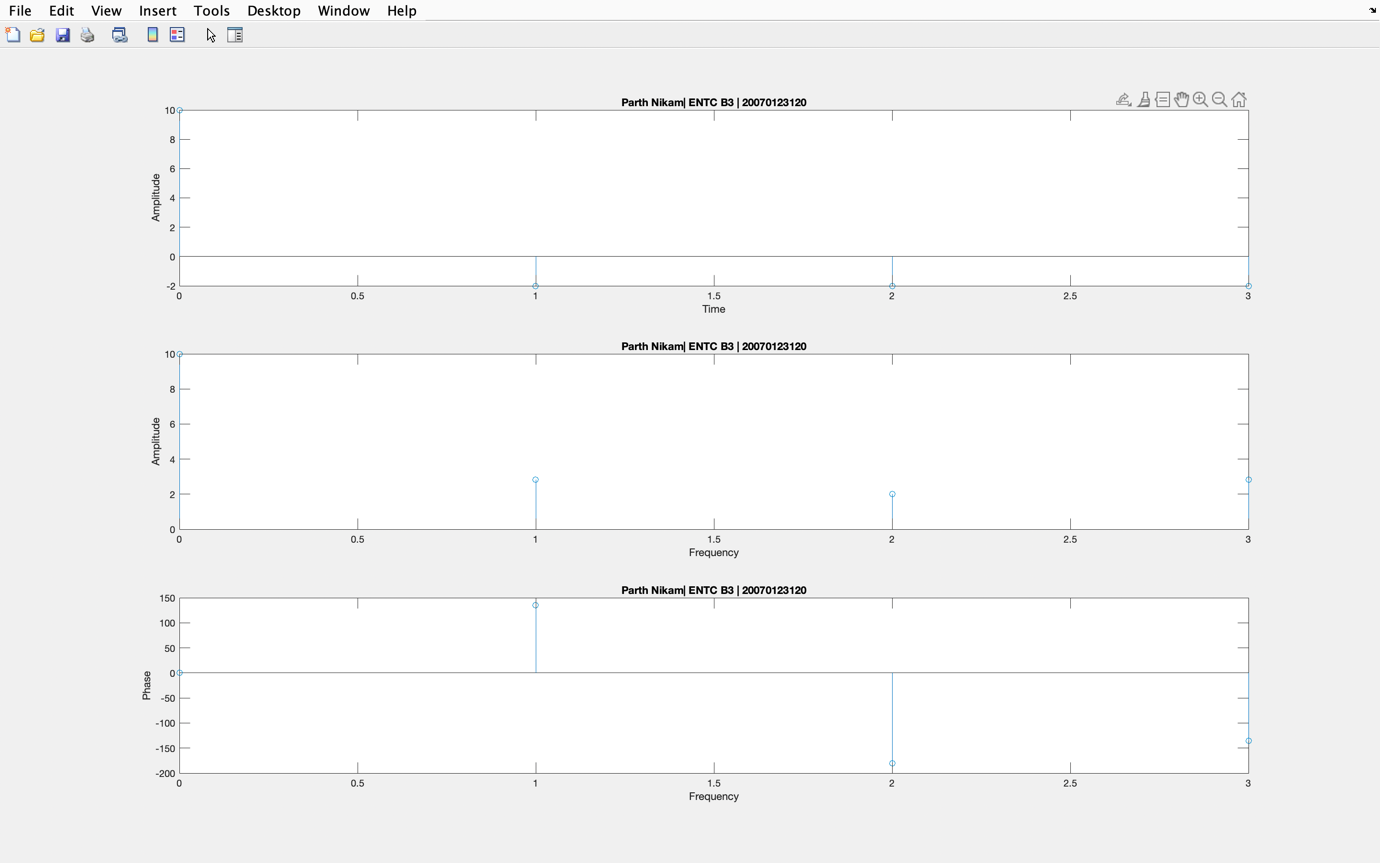 File Edit View Insert Tools Desktop Window Help
Parth Nikam| ENTC B3 | 20070123120
10
8
6
4
2
0
-2
Amplitude
0 0.5 1 1.5 2 2.5 3
Time
Parth Nikam| ENTC B3 | 20070123120
10
8
6
4
2
0
Amplitude
0 0.5 1 1.5 2 2.5 3
Frequency
Parth Nikam| ENTC B3 | 20070123120
150
100
50
0
-50
-100
-150
-200
Phase
0 0.5 1 1.5 2 2.5 3
Frequency